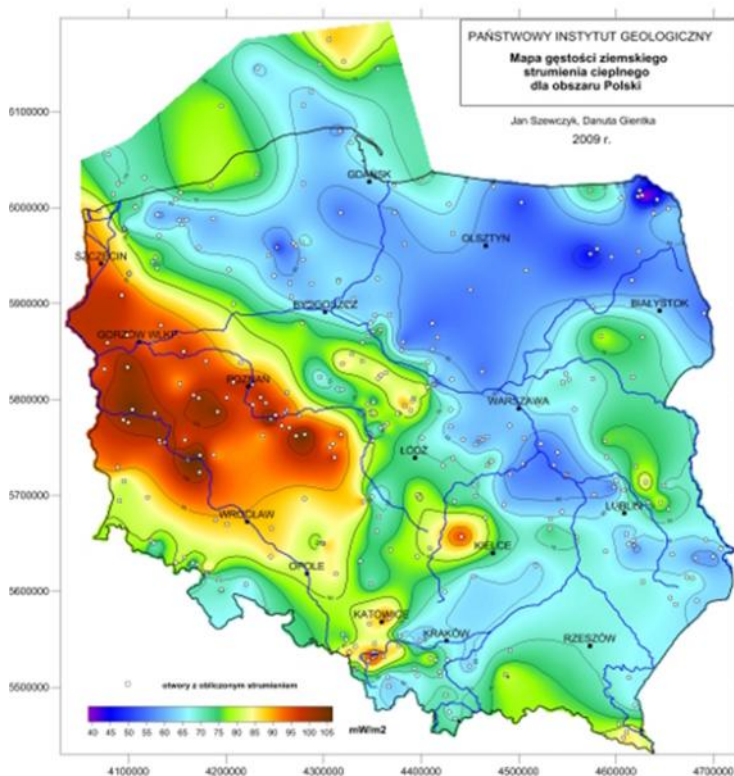 PAŃSTWOWY INSTYTUT GEOLOGICZNY
Mapa gęstości ziemskiego
strumienia cieplnego
dla obszaru Polski
Jan Szewczyk, Danuta Gientka
2009 r.
6100000
6000000
5900000
5800000
5700000
5600000
5500000
GDAŃSK
OLSZTYN
SZCZECIN
BYDGOSZCZ
BIAŁYSTOK
GORZÓW WLKP
POZNAŃ
WARSZAWA
ŁÓDŹ
LUBLIN
WROCŁAW
KIELCE
OPOLE
KATOWICE
KRAKÓW
RZESZÓW
otwory z obliczonym strumieniem
40 45 50 55 60 65 70 75 80 85 90 95 100 105
mW/m2
4100000 4200000 4300000 4400000 4500000 4600000 4700000